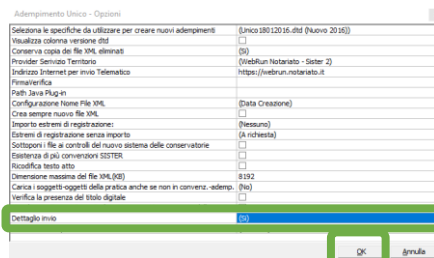 Adempimento Unico - Opzioni
Seleziona le specifiche da utilizzare per creare nuovi adempimenti (Unico18012016.dtd (Nuovo 2016))
Visualizza colonna versione dtd
Conserva copia dei file XML eliminati (Sì)
Provider Serivizo Territorio (WebRun Notariato - Sister 2)
Indirizzo Internet per invio Telematico https://webrun.notariato.it
FirmaVerifica
Path Java Plug-in
Configurazione Nome File XML (Data Creazione)
Crea sempre nuovo file XML
Importo estremi di registrazione: (Nessuno)
Estremi di registrazione senza importo (A richiesta)
Sottoponi i file ai controlli del nuovo sistema delle conservatorie
Esistenza di più convenzioni SISTER
Ricodifica testo atto
Dimensione massima del file XML(KB) 8192
Carica i soggetti-oggetti della pratica anche se non in convenz.-ademp. (No)
Verifica la presenza del titolo digitale
Dettaglio invio (Sì)
OK Annulla